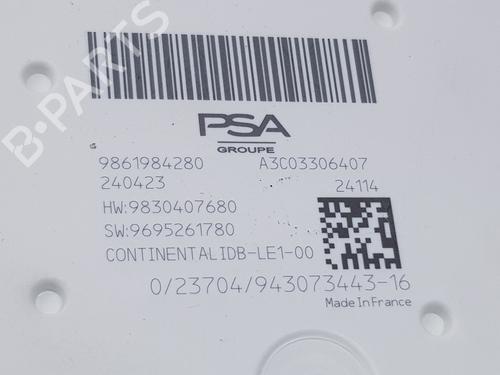 PSA
GROUPE
9861984280 A3C03306407
240423 24114
HW:9830407680
SW:9695261780
CONTINENTALIDB-LE1-00
0/23704/943073443-16
Made In France
B-PARTS